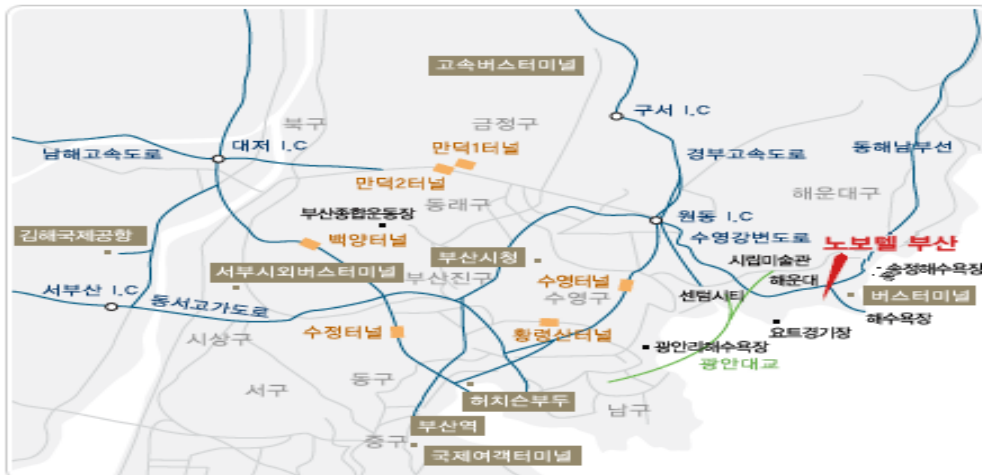 고속버스터미널
구서 I.C
북구
금정구
대저 I.C
만덕1터널
동해남부선
남해고속도로
경부고속도로
만덕2터널
해운대구
동래구
부산종합운동장
원동 I.C
김해국제공항
백양터널
수영강변도로
노보텔 부산
부산시청
시립미술관
서부시외버스터미널
부산진구
수영터널
해운대
송정해수욕장
서부산 I.C
동서고가도로
수영구
센텀시티
버스터미널
시상구
수정터널
황령산터널
요트경기장
해수욕장
광안리해수욕장
광안대교
동구
서구
허치슨부두
남구
부산역
중구
국제여객터미널